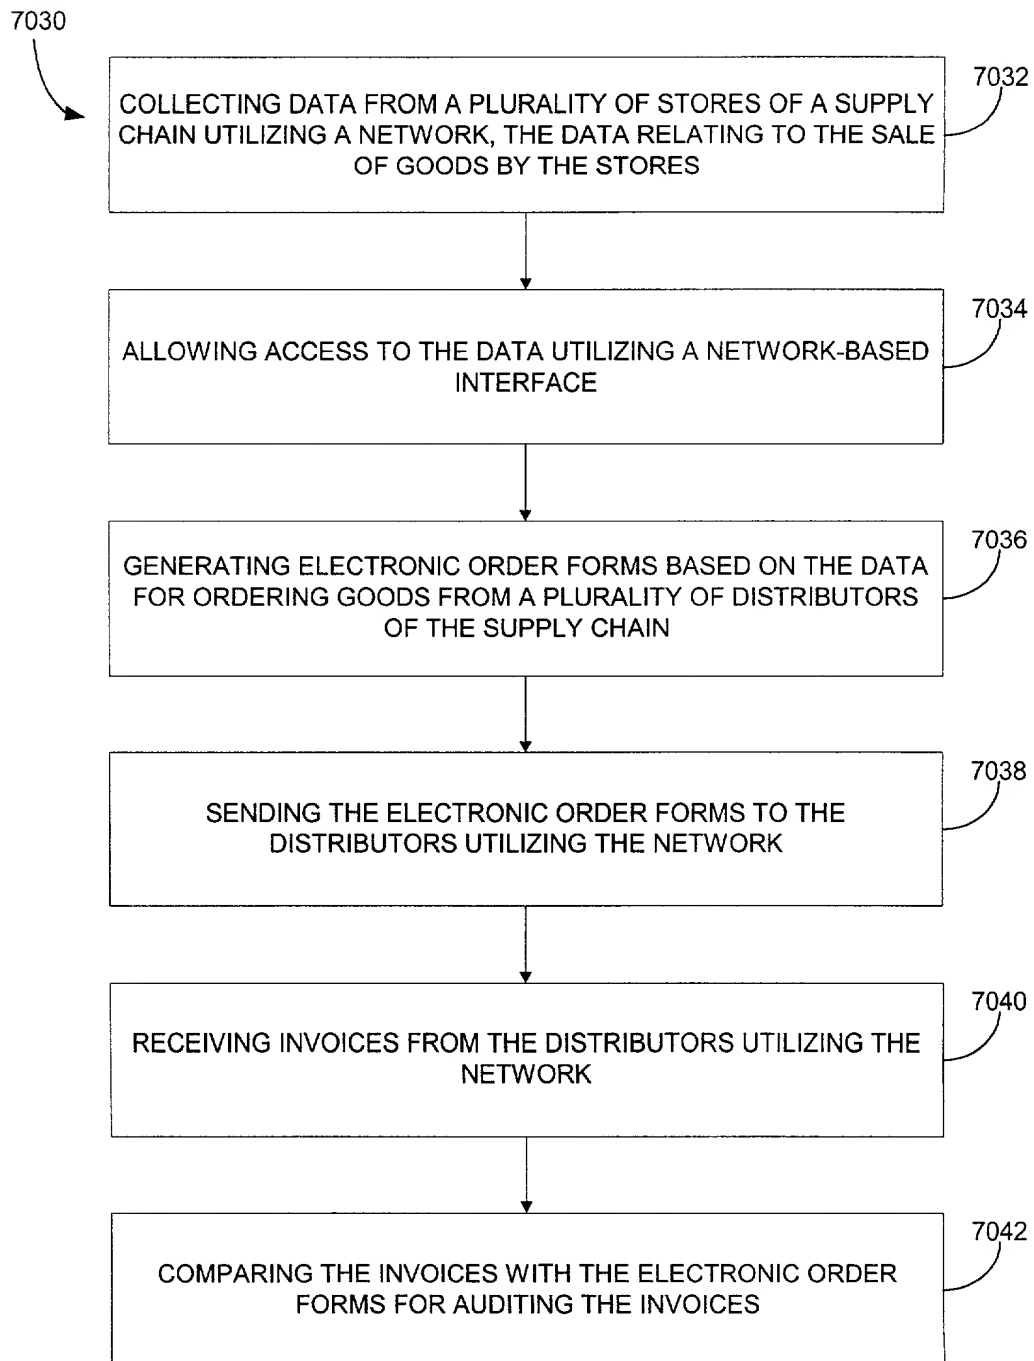 7030
7032
COLLECTING DATA FROM A PLURALITY OF STORES OF A SUPPLY
CHAIN UTILIZING A NETWORK, THE DATA RELATING TO THE SALE
OF GOODS BY THE STORES
7034
ALLOWING ACCESS TO THE DATA UTILIZING A NETWORK-BASED
INTERFACE
7036
GENERATING ELECTRONIC ORDER FORMS BASED ON THE DATA
FOR ORDERING GOODS FROM A PLURALITY OF DISTRIBUTORS
OF THE SUPPLY CHAIN
7038
SENDING THE ELECTRONIC ORDER FORMS TO THE
DISTRIBUTORS UTILIZING THE NETWORK
7040
RECEIVING INVOICES FROM THE DISTRIBUTORS UTILIZING THE
NETWORK
7042
COMPARING THE INVOICES WITH THE ELECTRONIC ORDER
FORMS FOR AUDITING THE INVOICES